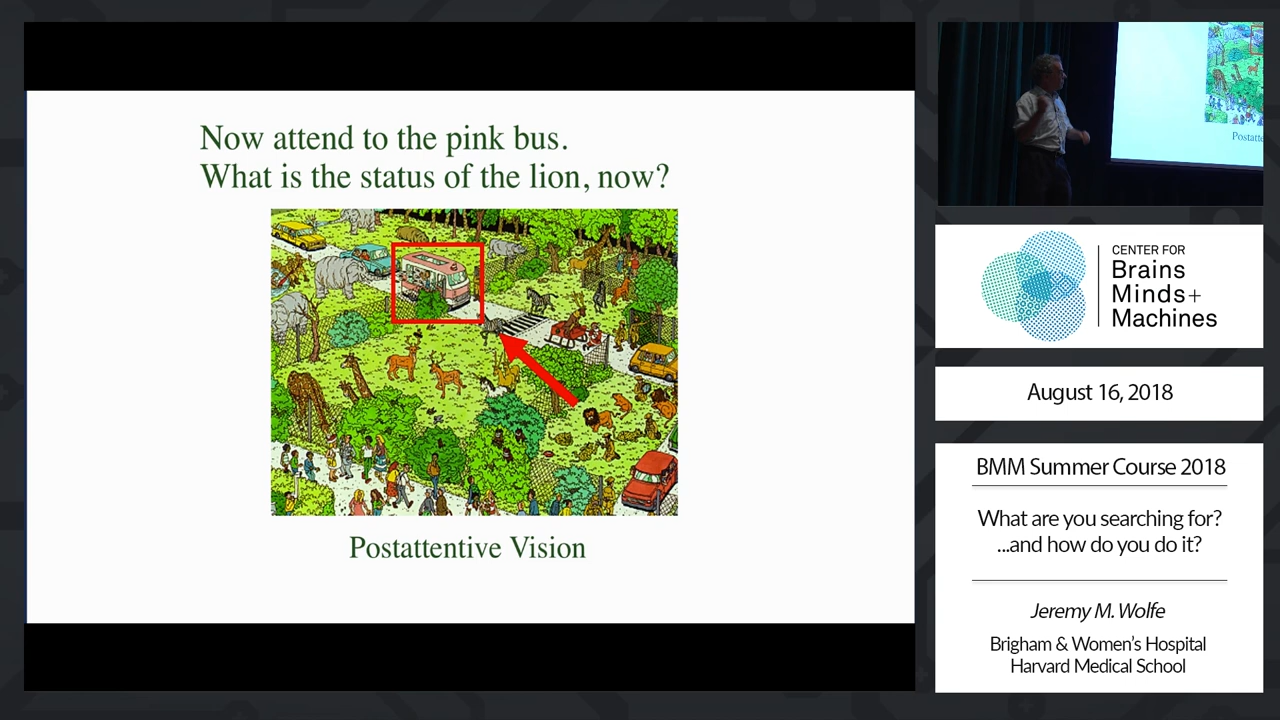 Now attend to the pink bus.
What is the status of the lion, now?
Postattentive Vision
Postatte
CENTER FOR
Brains
Minds+
Machines
August 16, 2018
BMM Summer Course 2018
What are you searching for?
...and how do you do it?
Jeremy M. Wolfe
Brigham & Women's Hospital
Harvard Medical School